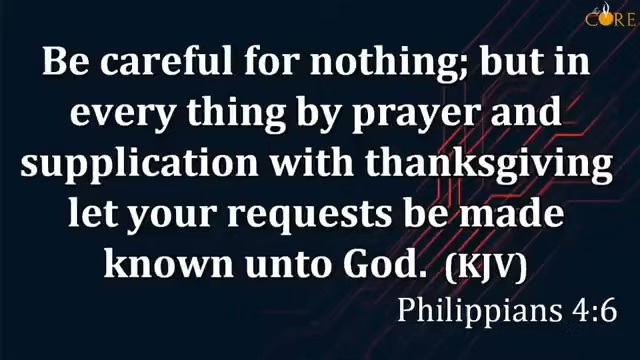 the
CORE
Be careful for nothing; but in
every thing by prayer and
supplication with thanksgiving
let your requests be made
known unto God. (KJV)
Philippians 4:6